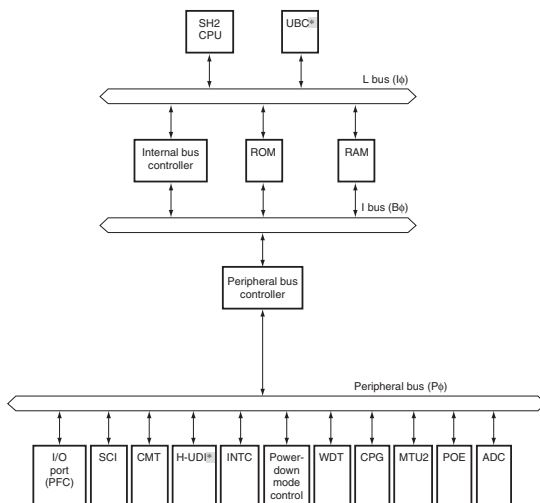 SH2
CPU
UBC*
L bus (Iϕ)
Internal bus
controller
ROM
RAM
I bus (Bϕ)
Peripheral bus
controller
Peripheral bus (Pϕ)
I/O
port
(PFC)
SCI
CMT
H-UDI*
INTC
Power-
down
mode
control
WDT
CPG
MTU2
POE
ADC